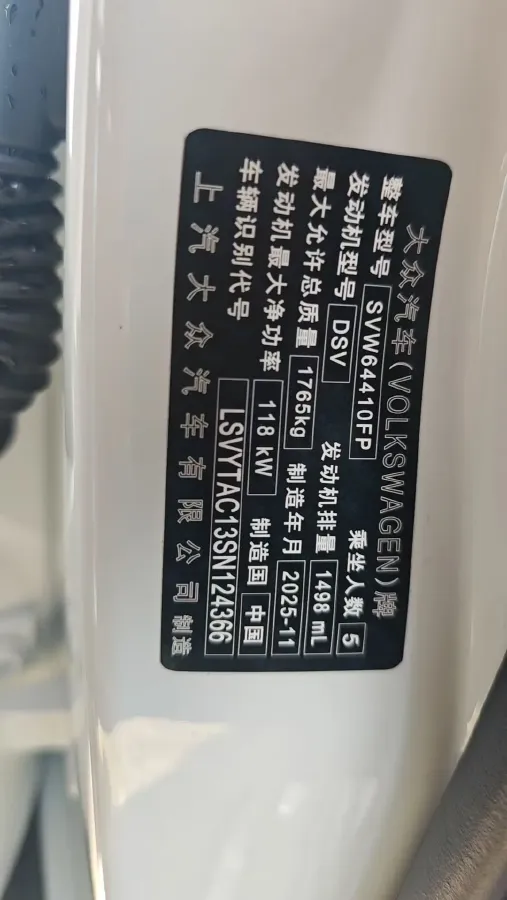 大众汽车(VOLKSWAGEN)牌
整车型号 SVW64410FP 乘坐人数 5
发动机型号 DSV 发动机排量 1498 mL
最大允许总质量 1765kg 制造年月 2025-11
发动机最大净功率 118 kW 制造国 中国
车辆识别代号 LSVYTAC13SN124366
上汽大众汽车有限公司 制造